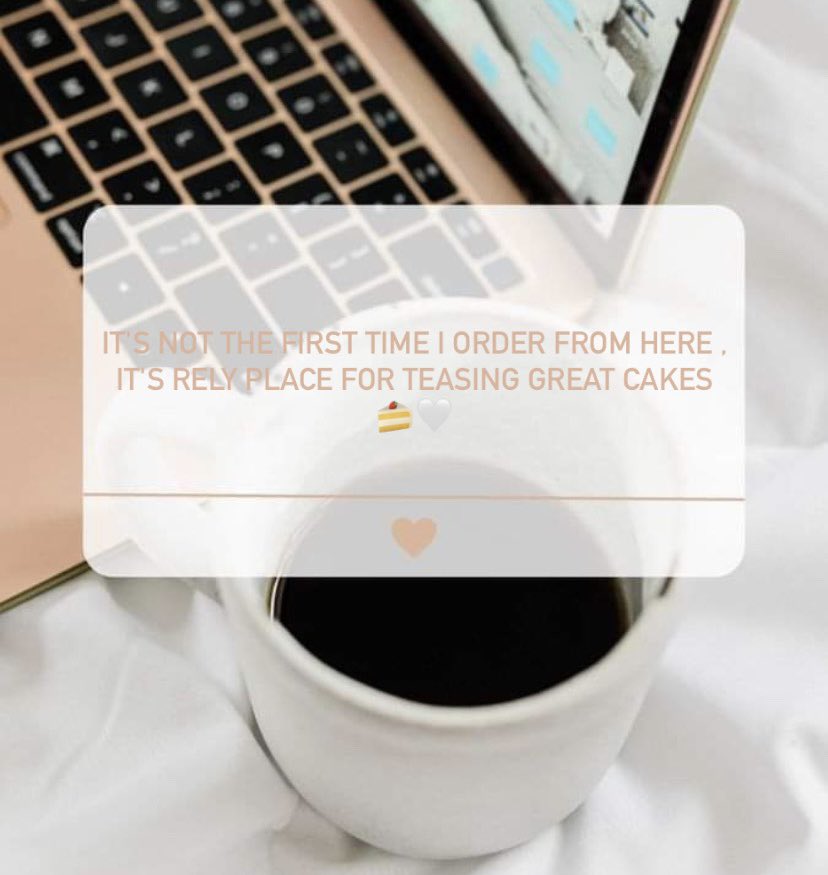 IT'S NOT THE FIRST TIME I ORDER FROM HERE ,
IT'S RELY PLACE FOR TEASING GREAT CAKES
🍰🤍
🧡